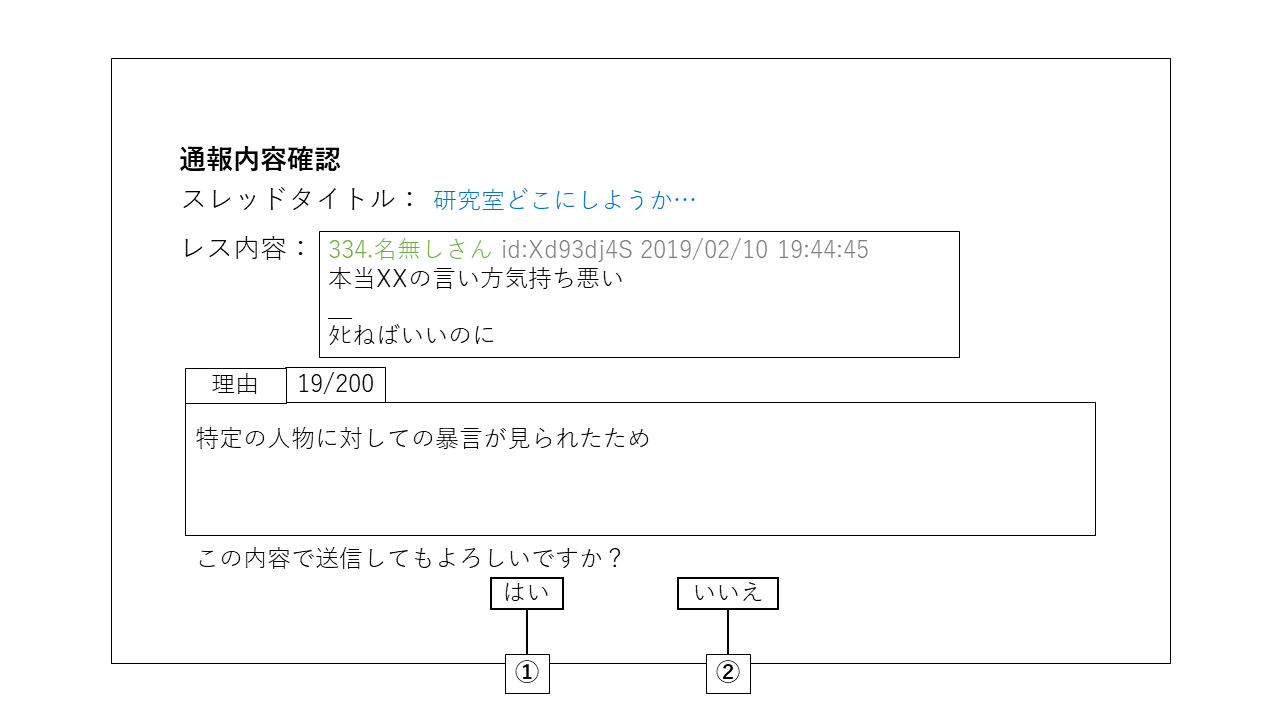 通報内容確認
スレッドタイトル： 研究室どこにしようか…
レス内容： 334.名無しさん id:Xd93dj4S 2019/02/10 19:44:45
本当XXの言い方気持ち悪い
￣
ﾀﾋねばいいのに
理由 19/200
特定の人物に対しての暴言が見られたため
この内容で送信してもよろしいですか？
はい いいえ
① ②